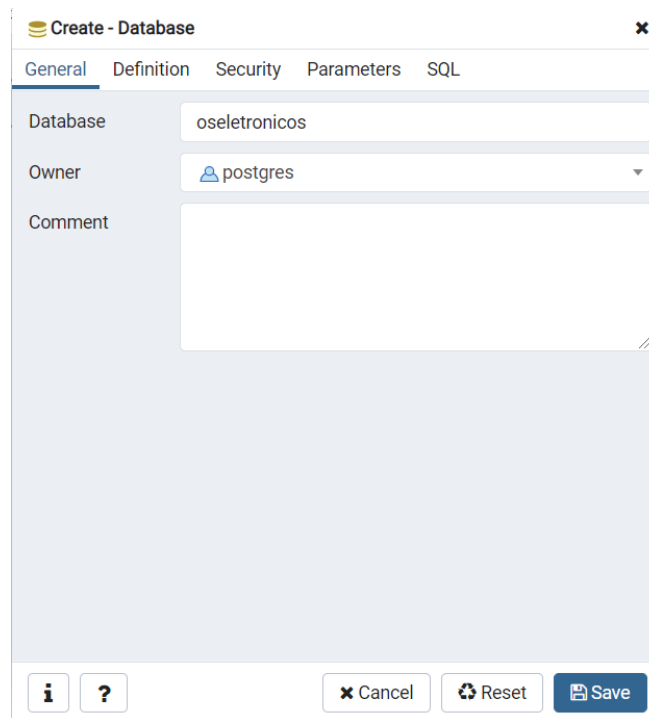 Create - Database
General Definition Security Parameters SQL
Database oseletronicos
Owner postgres
Comment
i ? Cancel Reset Save